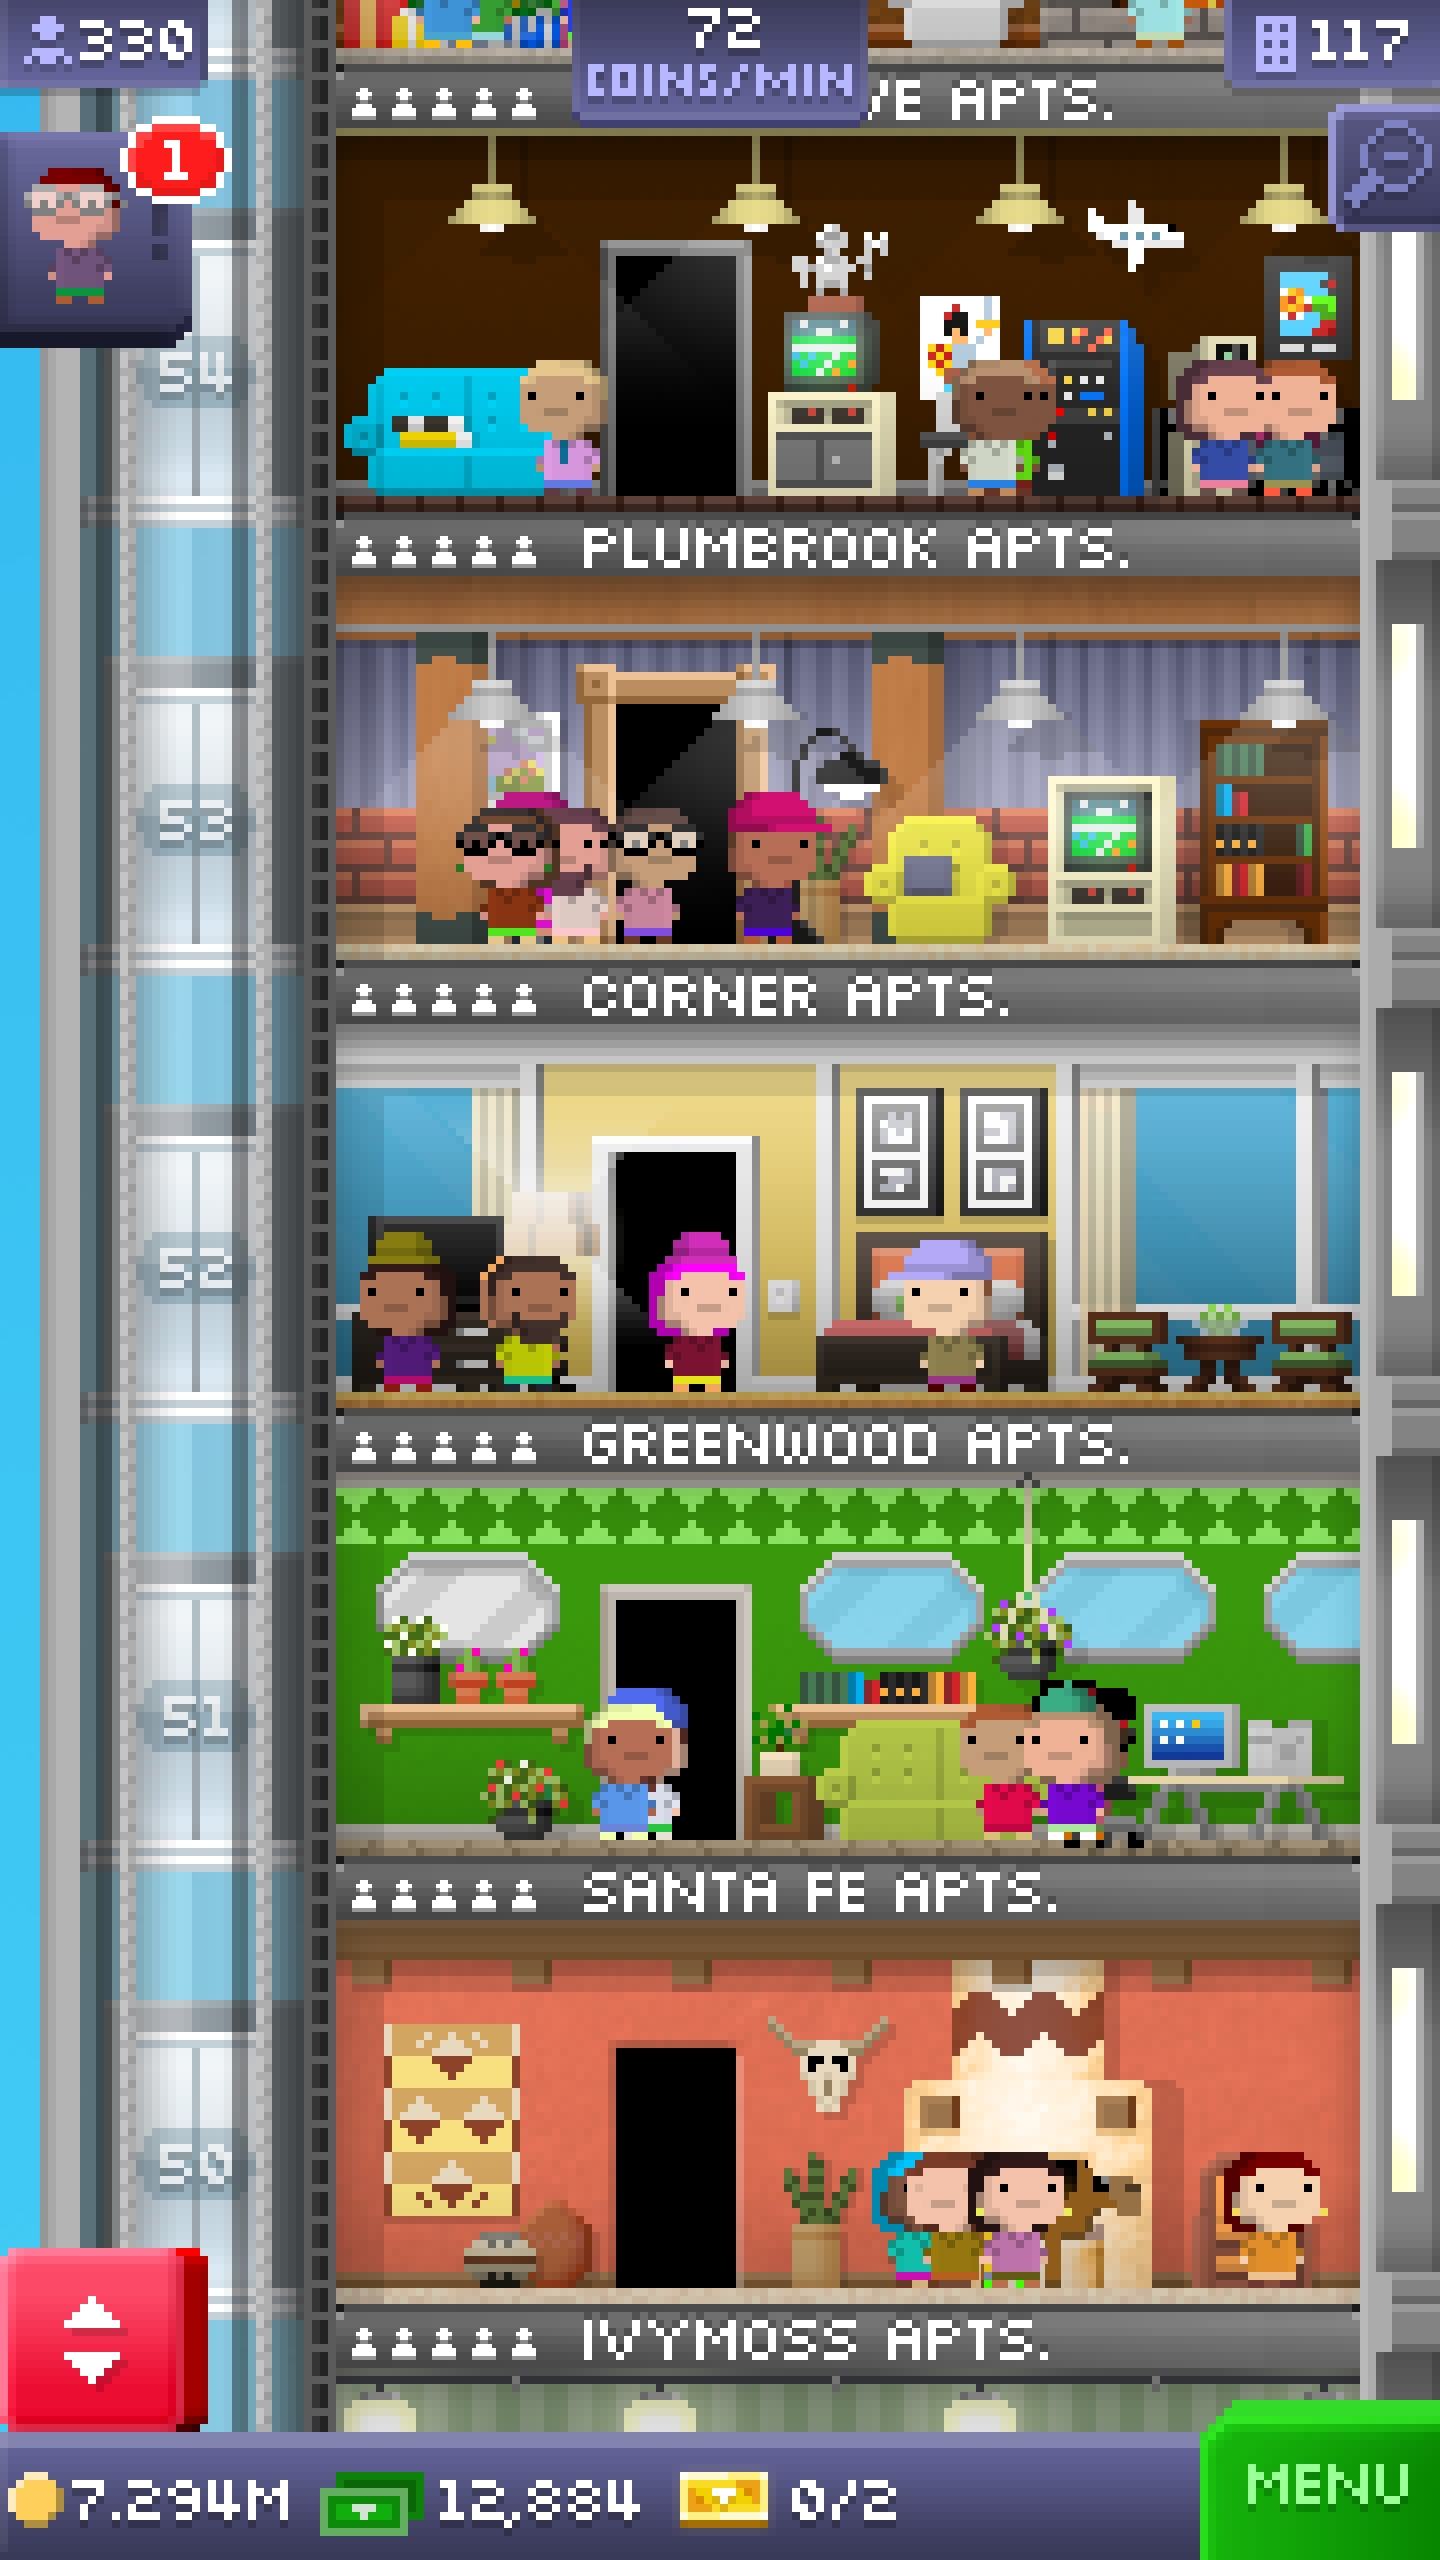 330
72
COINS/MIN
117
VE APTS.
1
54
PLUMBROOK APTS.
53
CORNER APTS.
52
GREENWOOD APTS.
51
SANTA FE APTS.
50
IVYMOSS APTS.
7.294M
12,884
0/2
MENU